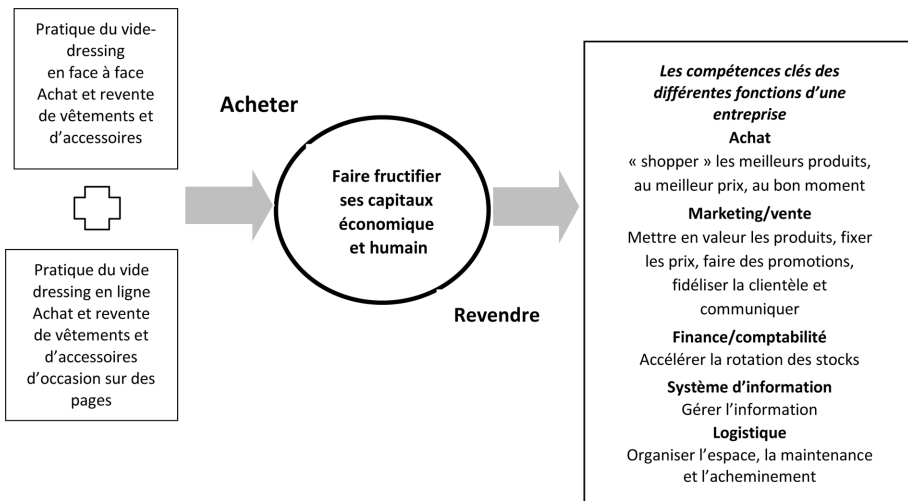 Pratique du vide-
dressing
en face à face
Achat et revente
de vêtements et
d'accessoires
Pratique du vide
dressing en ligne
Achat et revente
de vêtements et
d'accessoires
d'occasion sur des
pages
Acheter
Faire fructifier
ses capitaux
économique
et humain
Revendre
Les compétences clés des
différentes fonctions d'une
entreprise
Achat
« shopper » les meilleurs produits,
au meilleur prix, au bon moment
Marketing/vente
Mettre en valeur les produits, fixer
les prix, faire des promotions,
fidéliser la clientèle et
communiquer
Finance/comptabilité
Accélérer la rotation des stocks
Système d'information
Gérer l'information
Logistique
Organiser l'espace, la maintenance
et l'acheminement